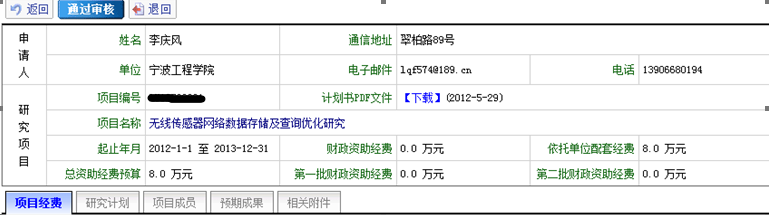 返回 通过审核 退回
申请人 姓名 李庆风 通信地址 翠柏路89号
单位 宁波工程学院 电子邮件 lqf574@189.cn 电话 13906680194
研究项目 项目编号 计划书PDF文件 【下载】(2012-5-29)
项目名称 无线传感器网络数据存储及查询优化研究
起止年月 2012-1-1 至 2013-12-31 财政资助经费 0.0 万元 依托单位配套经费 8.0 万元
总资助经费预算 8.0 万元 第一批财政资助经费 0.0 万元 第二批财政资助经费 0.0 万元
项目经费 研究计划 项目成员 预期成果 相关附件